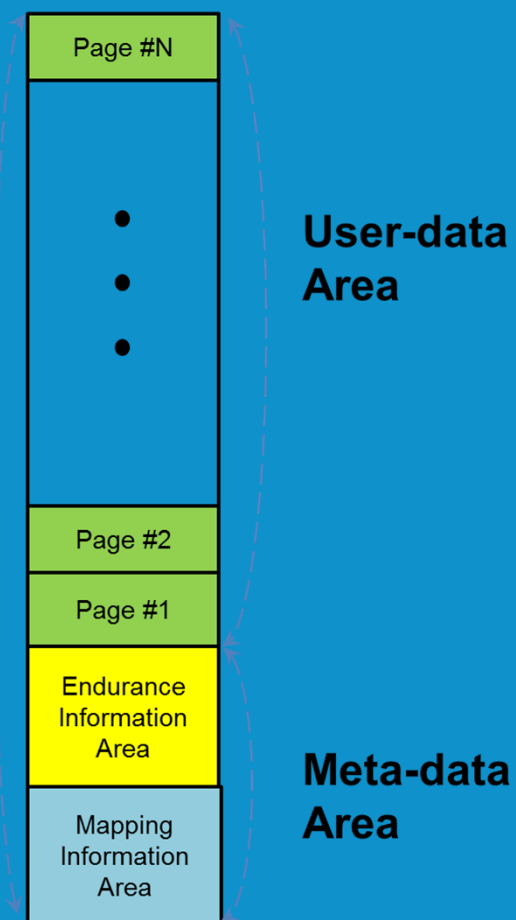 Page #N
User-data
Area
Page #2
Page #1
Endurance
Information
Area
Meta-data
Area
Mapping
Information
Area